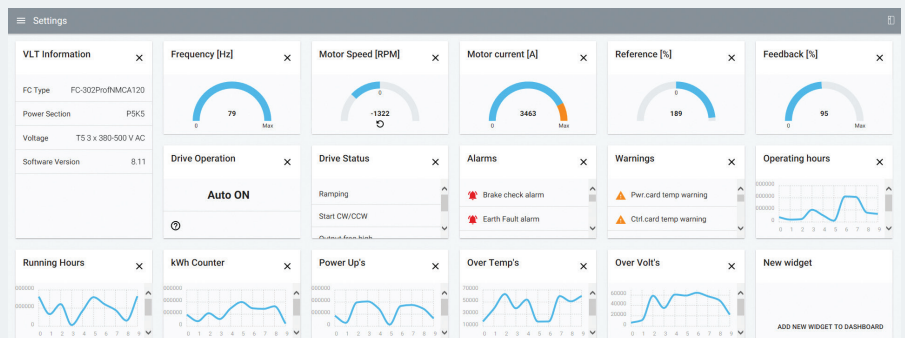 Settings
VLT Information
FC Type FC-302ProfNMCA120
Power Section P5K5
Voltage T5 3 x 380-500 V AC
Software Version 8.11
Frequency [Hz]
79
0 Max
Motor Speed [RPM]
0
-1322
Motor current [A]
3463
0 Max
Reference [%]
0
189
Feedback [%]
95
0 Max
Drive Operation
Auto ON
Drive Status
Ramping
Start CW/CCW
Output freq high
Alarms
Brake check alarm
Earth Fault alarm
Warnings
Pwr.card temp warning
Ctrl.card temp warning
Operating hours
0 1 2 3 4 5 6 7 8 9
Running Hours
0
0 1 2 3 4 5 6 7 8 9
kWh Counter
0
0 1 2 3 4 5 6 7 8 9
Power Up's
0
0 1 2 3 4 5 6 7 8 9
Over Temp's
70000
50000
30000
10000
0 1 2 3 4 5 6 7 8 9
Over Volt's
60000
40000
20000
0
0 1 2 3 4 5 6 7 8 9
New widget
ADD NEW WIDGET TO DASHBOARD